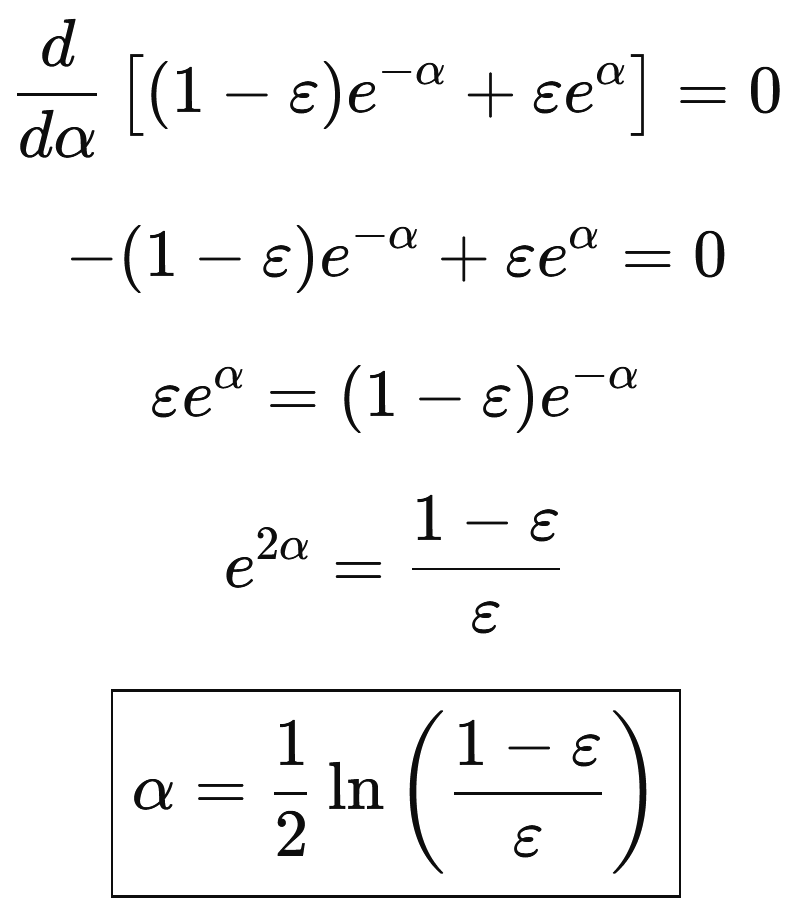 d/dα [(1 − ε)e^{−α} + εe^{α}] = 0
−(1 − ε)e^{−α} + εe^{α} = 0
εe^{α} = (1 − ε)e^{−α}
e^{2α} = (1 − ε)/ε
α = 1/2 ln((1 − ε)/ε)